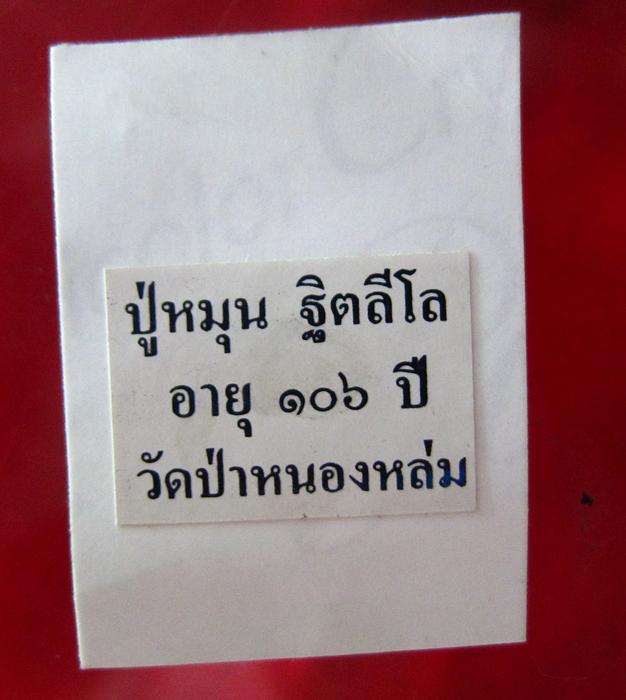 ปู่หมุน ฐิตสีโล
อายุ ๑๐๖ ปี
วัดป่าหนองหล่ม